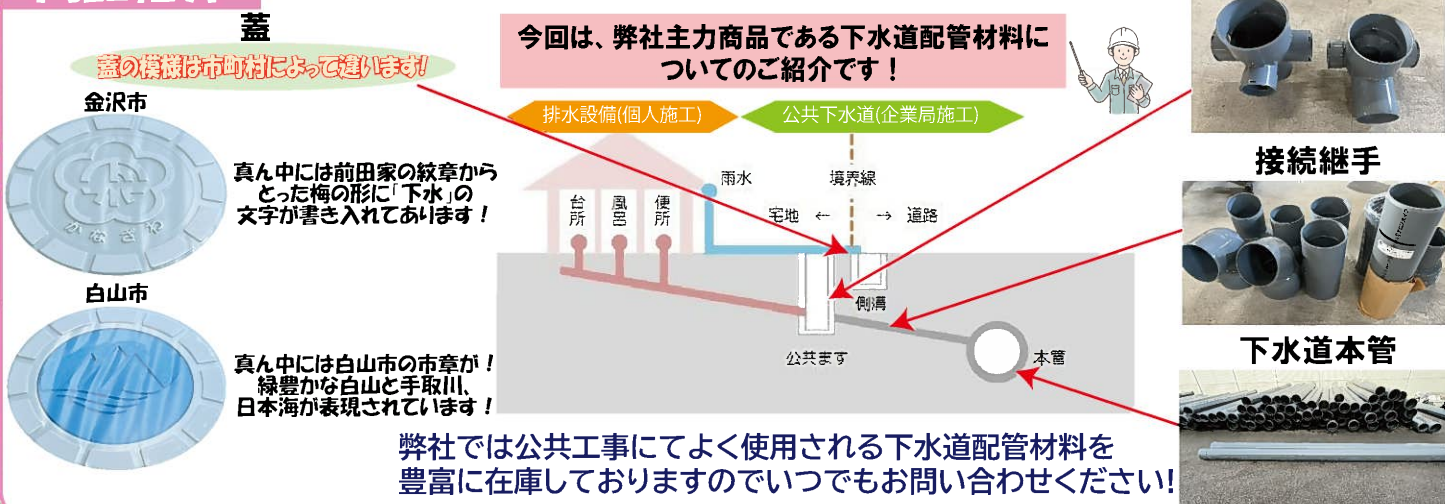 蓋
蓋の模様は市町村によって違います!
金沢市
かなざわ
真ん中には前田家の紋章から
とった梅の形に「下水」の
文字が書き入れてあります！
白山市
真ん中には白山市の市章が！
緑豊かな白山と手取川、
日本海が表現されています！
今回は、弊社主力商品である下水道配管材料に
ついてのご紹介です！
排水設備(個人施工)
公共下水道(企業局施工)
雨水
境界線
宅地 ←
→ 道路
台所
風呂
便所
側溝
公共ます
本管
接続継手
下水道本管
弊社では公共工事にてよく使用される下水道配管材料を
豊富に在庫しておりますのでいつでもお問い合わせください!